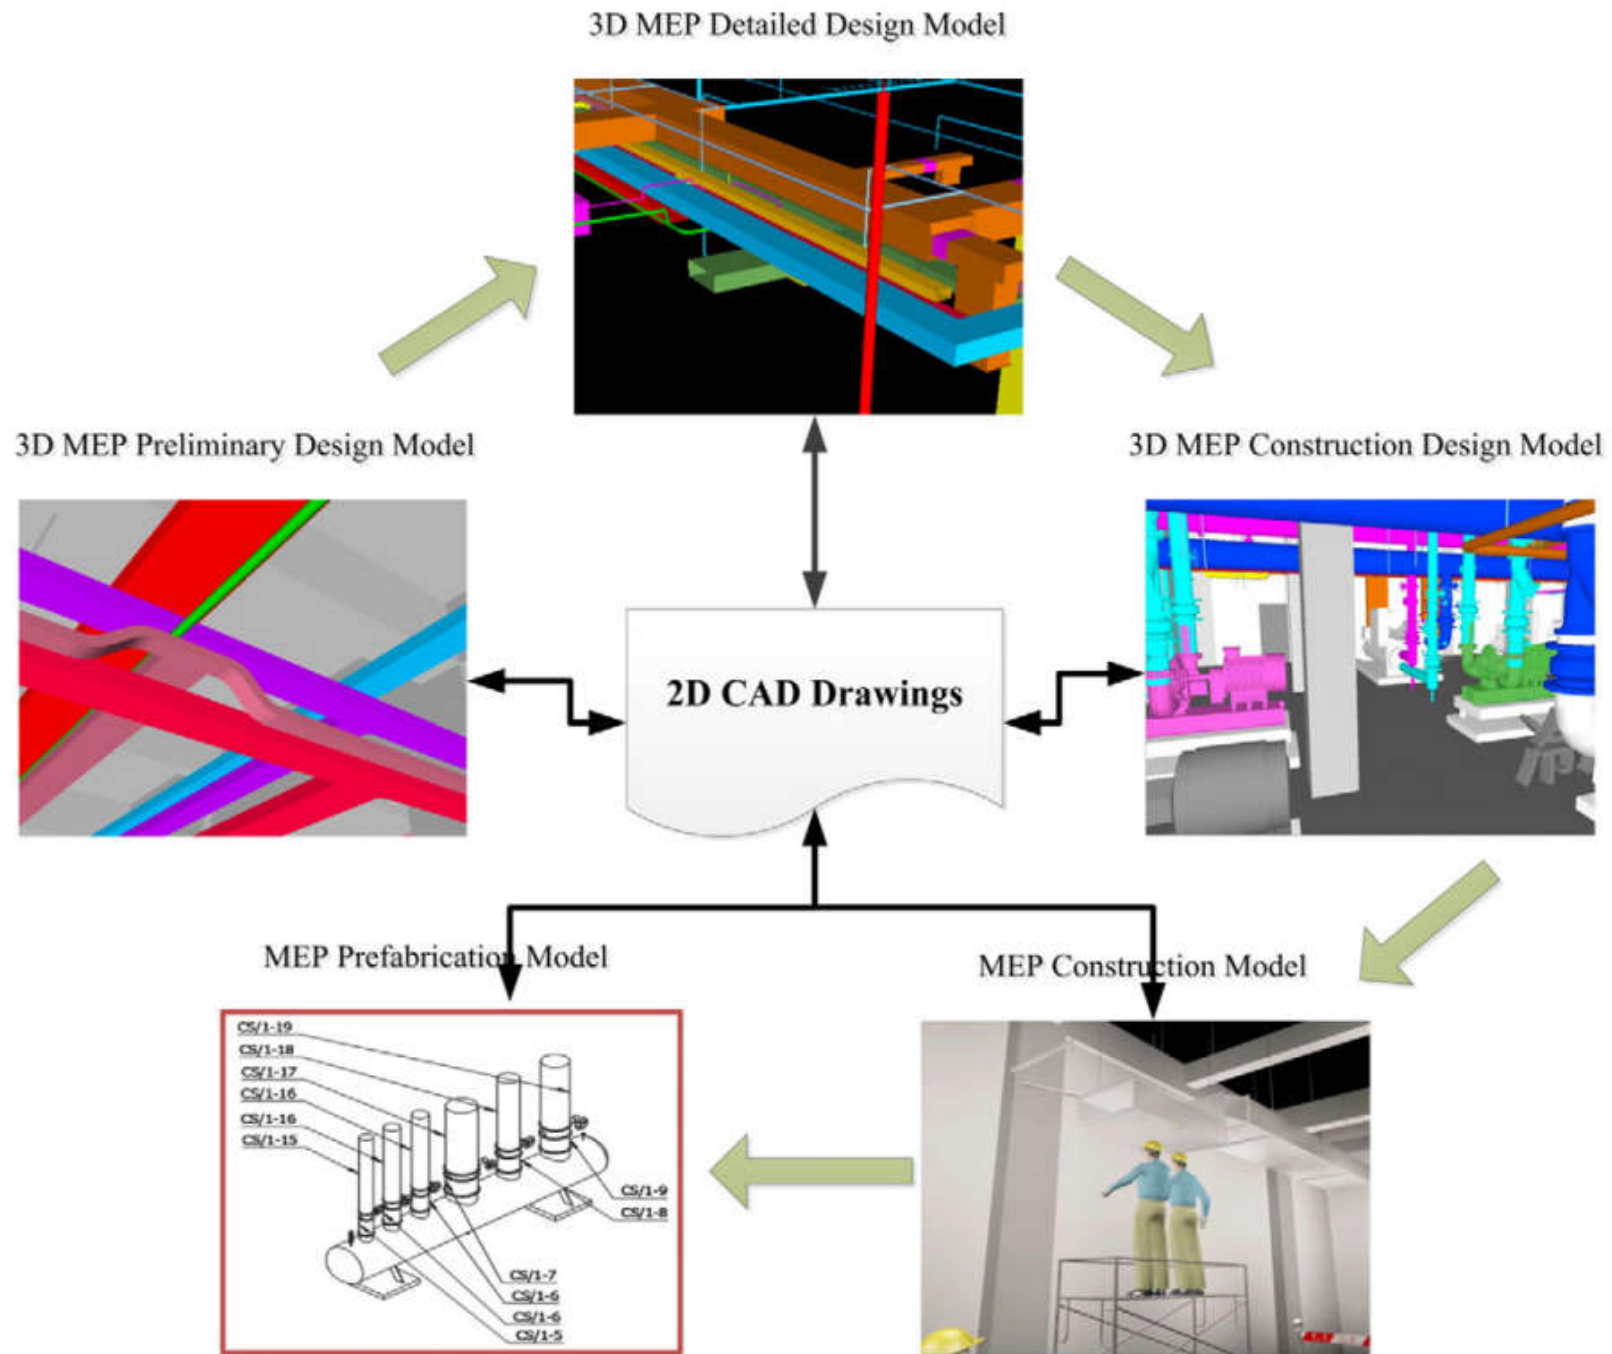 3D MEP Detailed Design Model
3D MEP Preliminary Design Model
3D MEP Construction Design Model
2D CAD Drawings
MEP Prefabrication Model
MEP Construction Model
CS/1-19
CS/1-18
CS/1-17
CS/1-16
CS/1-16
CS/1-15
CS/1-9
CS/1-8
CS/1-7
CS/1-6
CS/1-6
CS/1-5